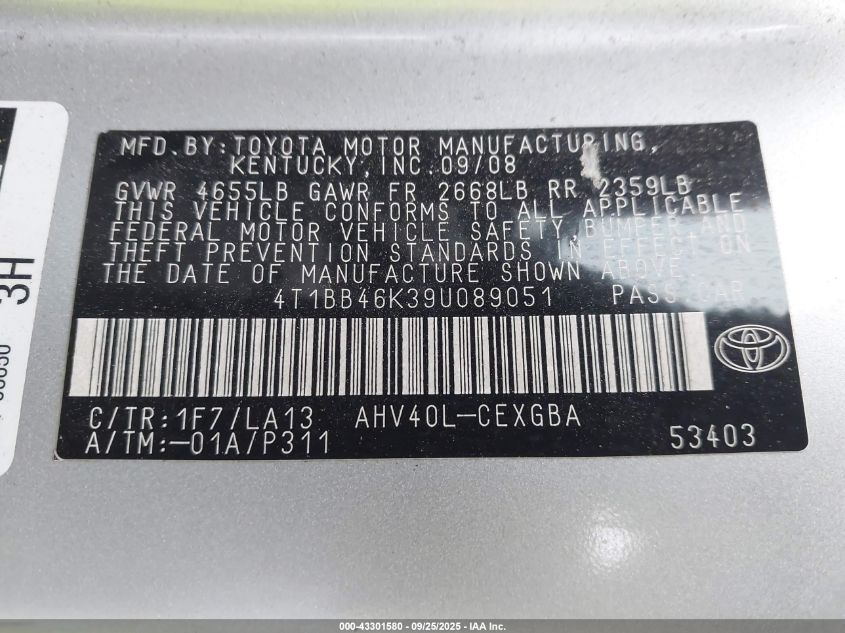 MFD. BY: TOYOTA MOTOR MANUFACTURING,
KENTUCKY, INC. 09/08
GVWR 4655LB GAWR FR 2668LB RR 2359LB
THIS VEHICLE CONFORMS TO ALL APPLICABLE
FEDERAL MOTOR VEHICLE SAFETY, BUMPER, AND
THEFT PREVENTION STANDARDS IN EFFECT ON
THE DATE OF MANUFACTURE SHOWN ABOVE.
4T1BB46K39U089051 PASS. CAR
C/TR: 1F7/LA13 AHV40L-CEXGBA
A/TM:-01A/P311
53403
3H
000-43301580 - 09/25/2025 - IAA Inc.